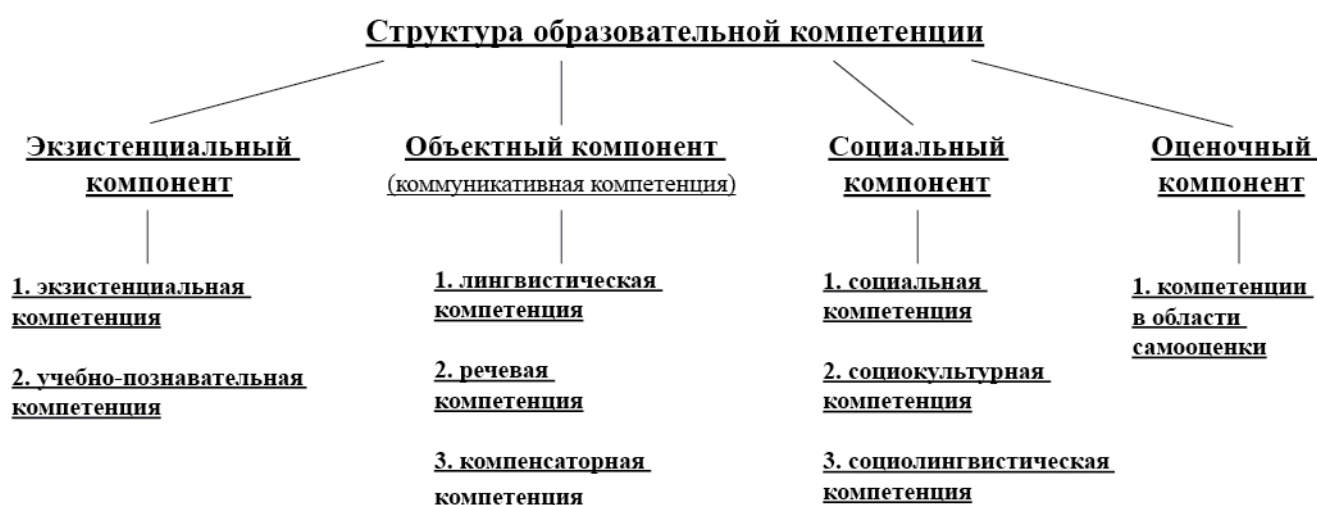 Структура образовательной компетенции
Экзистенциальный
компонент
1. экзистенциальная
компетенция
2. учебно-познавательная
компетенция
Объектный компонент
(коммуникативная компетенция)
1. лингвистическая
компетенция
2. речевая
компетенция
3. компенсаторная
компетенция
Социальный
компонент
1. социальная
компетенция
2. социокультурная
компетенция
3. социолингвистическая
компетенция
Оценочный
компонент
1. компетенции
в области
самооценки